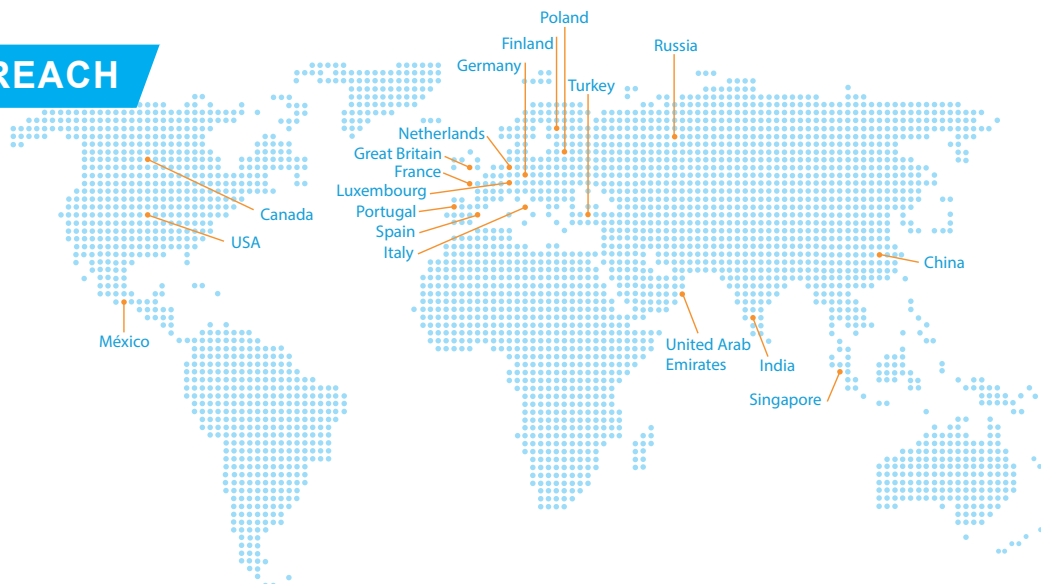 REACH
Poland
Finland
Russia
Germany
Turkey
Netherlands
Great Britain
France
Luxembourg
Portugal
Spain
Italy
Canada
USA
China
México
United Arab
Emirates
India
Singapore